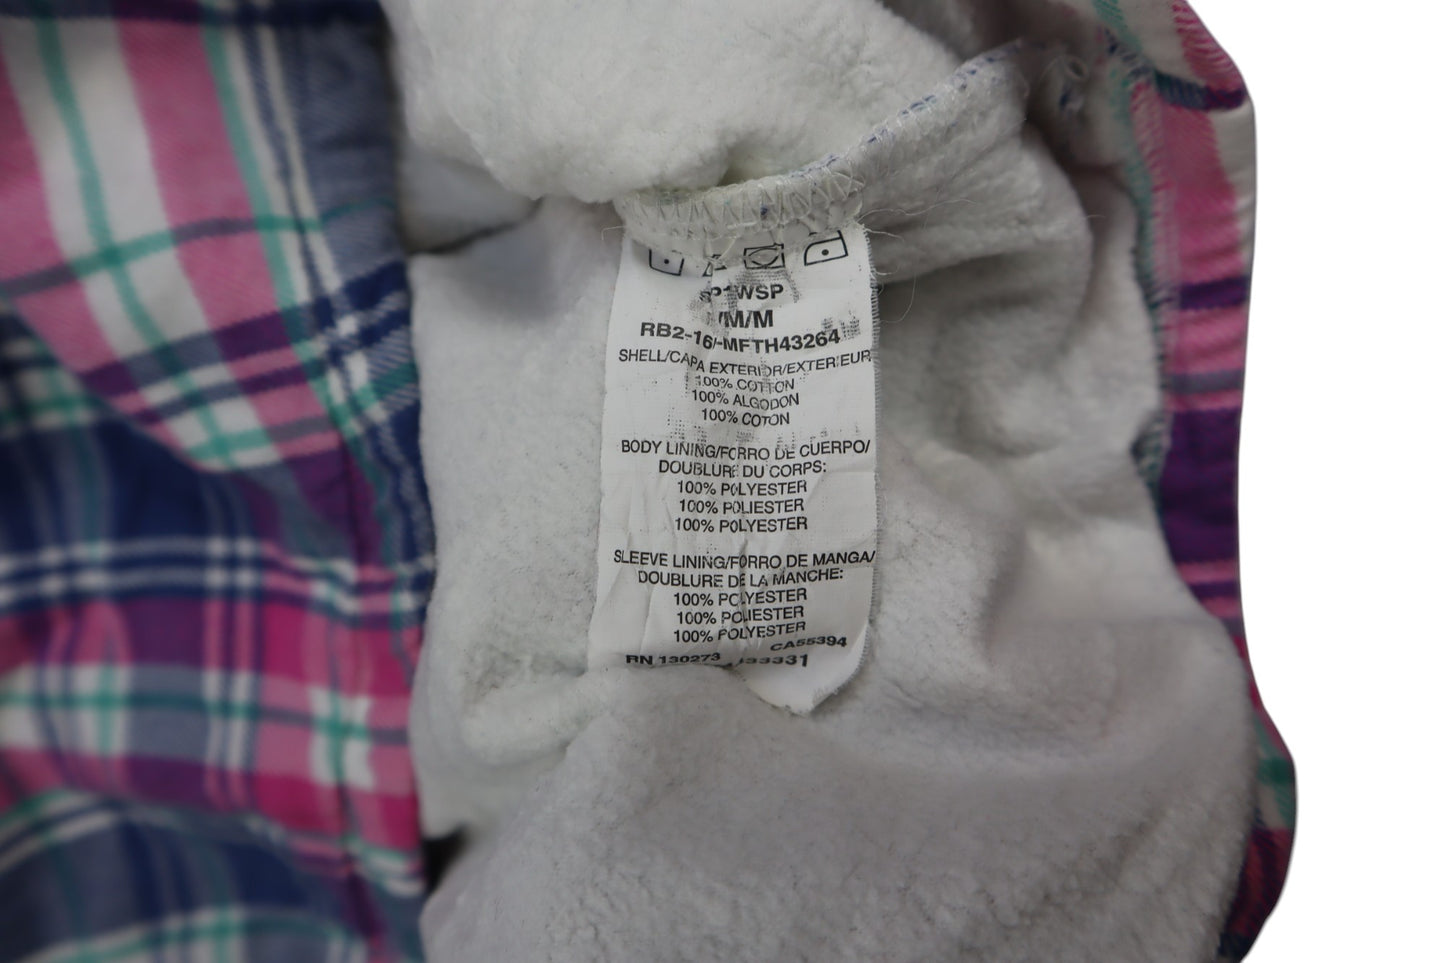 WSP
/M/M
RB2-16/-MFTH43264
SHELL/CAPA EXTERIOR/EXTERIEUR
100% COTTON
100% ALGODON
100% COTON
BODY LINING/FORRO DE CUERPO/
DOUBLURE DU CORPS:
100% POLYESTER
100% POLIESTER
100% POLYESTER
SLEEVE LINING/FORRO DE MANGA/
DOUBLURE DE LA MANCHE:
100% POLYESTER
100% POLIESTER
100% POLYESTER
CA55394
RN 130273
33331